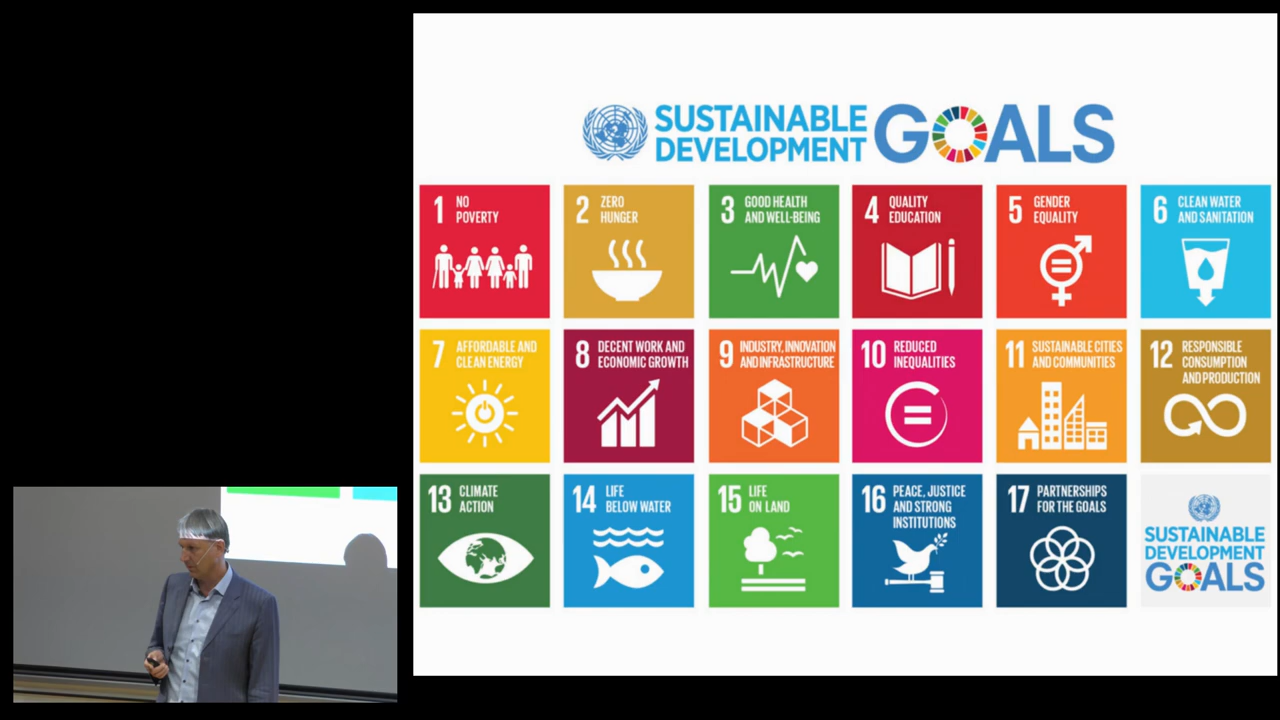 SUSTAINABLE
DEVELOPMENT
GOALS
1 NO
POVERTY
2 ZERO
HUNGER
3 GOOD HEALTH
AND WELL-BEING
4 QUALITY
EDUCATION
5 GENDER
EQUALITY
6 CLEAN WATER
AND SANITATION
7 AFFORDABLE AND
CLEAN ENERGY
8 DECENT WORK AND
ECONOMIC GROWTH
9 INDUSTRY, INNOVATION
AND INFRASTRUCTURE
10 REDUCED
INEQUALITIES
11 SUSTAINABLE CITIES
AND COMMUNITIES
12 RESPONSIBLE
CONSUMPTION
AND PRODUCTION
13 CLIMATE
ACTION
14 LIFE
BELOW WATER
15 LIFE
ON LAND
16 PEACE, JUSTICE
AND STRONG
INSTITUTIONS
17 PARTNERSHIPS
FOR THE GOALS
SUSTAINABLE
DEVELOPMENT
GOALS